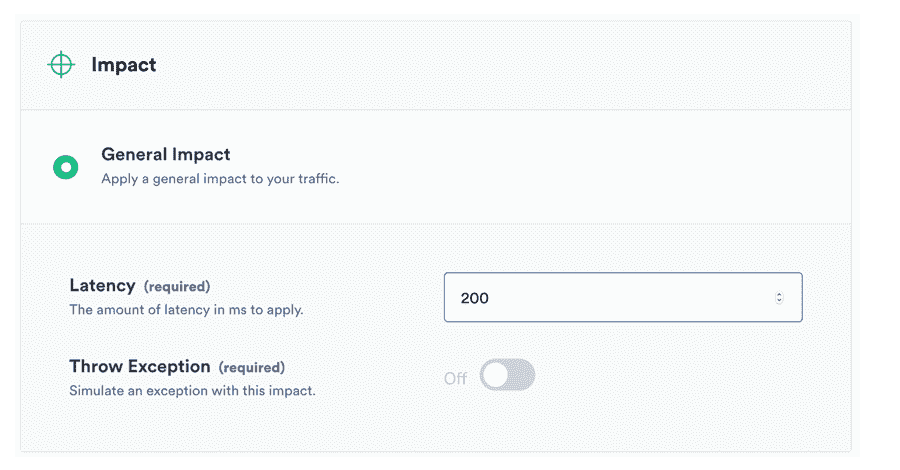 Impact
General Impact
Apply a general impact to your traffic.
Latency (required)
The amount of latency in ms to apply.
200
Throw Exception (required)
Simulate an exception with this impact.
Off